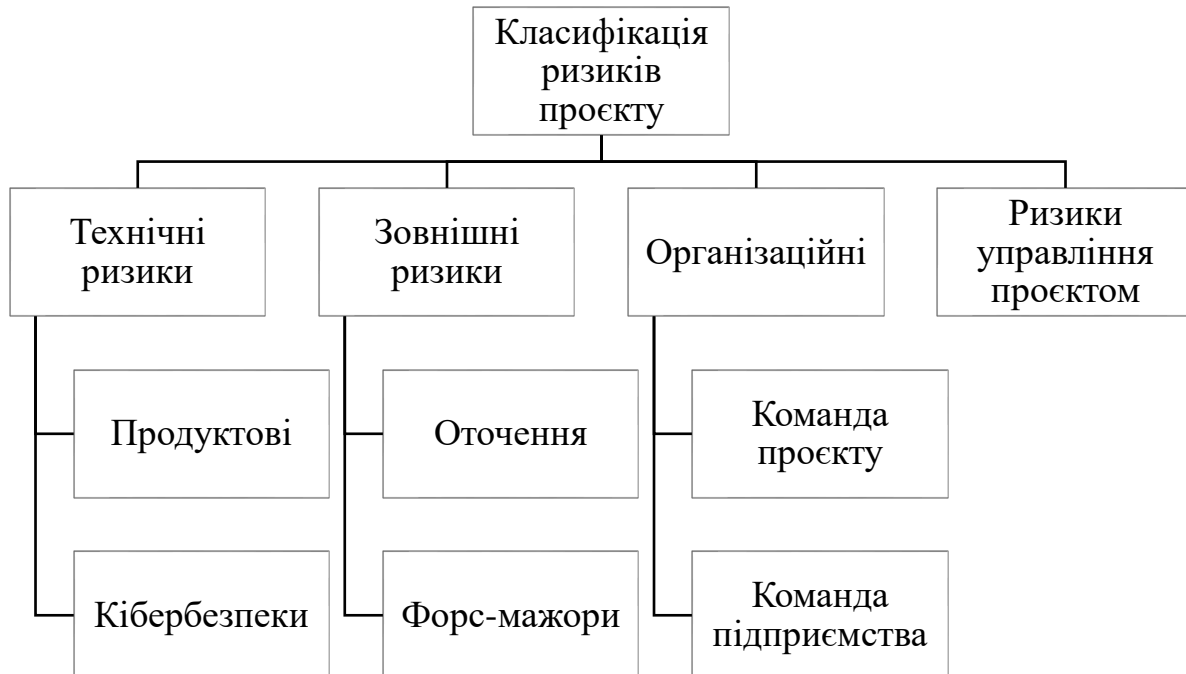 Класифікація
ризиків
проєкту
Технічні
ризики
Зовнішні
ризики
Організаційні
Ризики
управління
проєктом
Продуктові
Оточення
Команда
проєкту
Кібербезпеки
Форс-мажори
Команда
підприємства